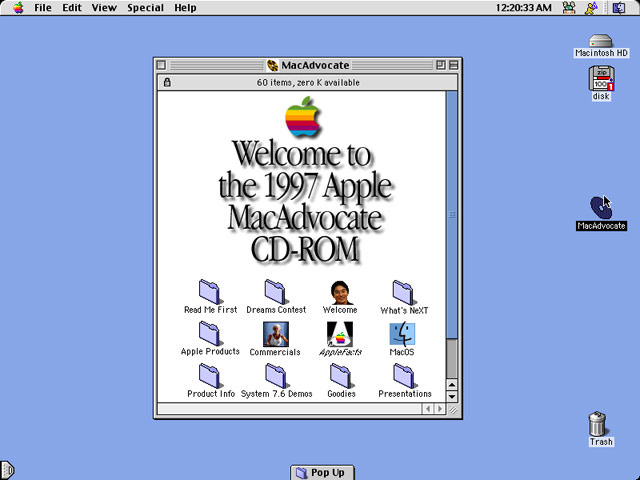 File Edit View Special Help 12:20:33 AM
MacAdvocate
60 items, zero K available
Macintosh HD
zip
100
1
disk
Welcome to
the 1997 Apple
MacAdvocate
CD-ROM
MacAdvocate
Read Me First Dreams Contest Welcome What's NeXT
Apple Products Commercials AppleFacts MacOS
Product Info System 7.6 Demos Goodies Presentations
Trash
Pop Up